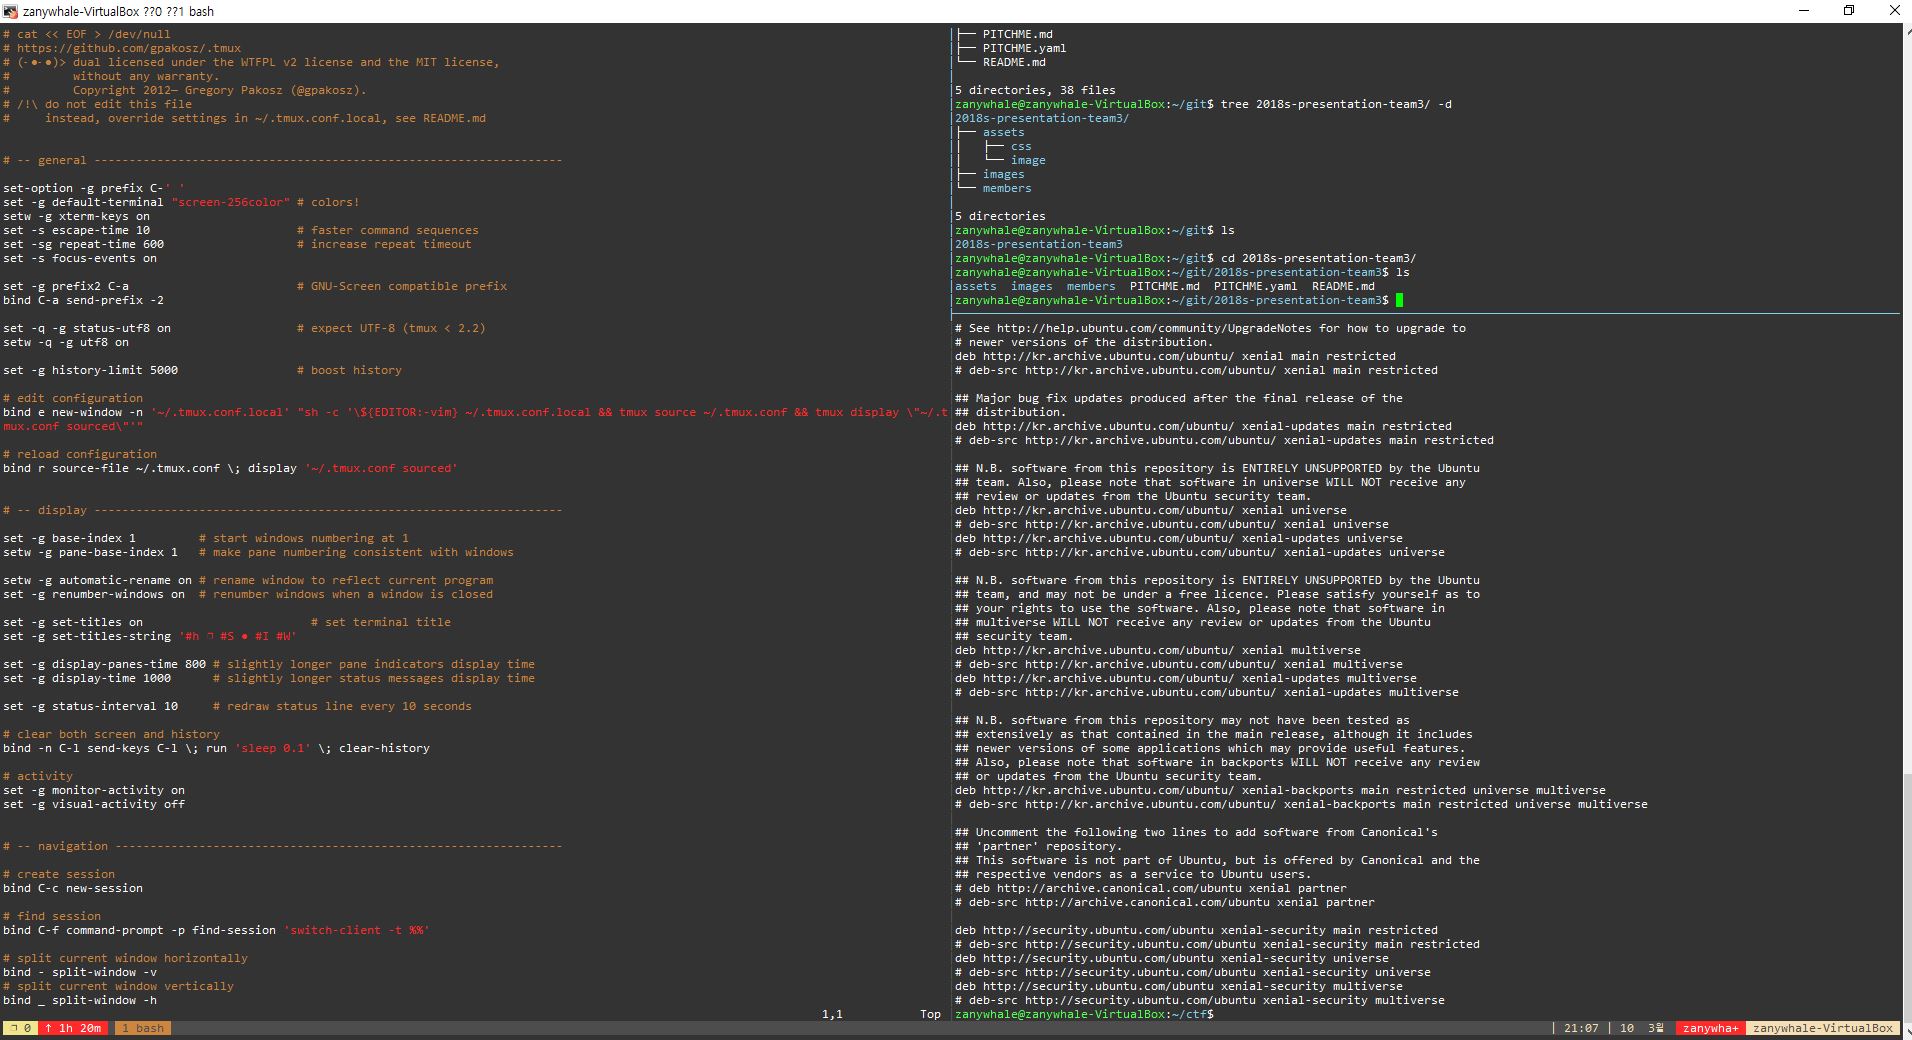 zanywhale-VirtualBox ??0 ??1 bash
# cat << EOF > /dev/null
# https://github.com/gpakosz/.tmux
# (‑●‑●)> dual licensed under the WTFPL v2 license and the MIT license,
#         without any warranty.
#         Copyright 2012— Gregory Pakosz (@gpakosz).
# /!\ do not edit this file
#     instead, override settings in ~/.tmux.conf.local, see README.md
# -- general -------------------------------------------------------------------
set-option -g prefix C-' '
set -g default-terminal "screen-256color" # colors!
setw -g xterm-keys on
set -s escape-time 10                     # faster command sequences
set -sg repeat-time 600                   # increase repeat timeout
set -s focus-events on
set -g prefix2 C-a                        # GNU-Screen compatible prefix
bind C-a send-prefix -2
set -q -g status-utf8 on                  # expect UTF-8 (tmux < 2.2)
setw -q -g utf8 on
set -g history-limit 5000                 # boost history
# edit configuration
bind e new-window -n '~/.tmux.conf.local' "sh -c '\${EDITOR:-vim} ~/.tmux.conf.local && tmux source ~/.tmux.conf && tmux display \"~/.t
mux.conf sourced\"'"
# reload configuration
bind r source-file ~/.tmux.conf \; display '~/.tmux.conf sourced'
# -- display -------------------------------------------------------------------
set -g base-index 1         # start windows numbering at 1
setw -g pane-base-index 1   # make pane numbering consistent with windows
setw -g automatic-rename on # rename window to reflect current program
set -g renumber-windows on  # renumber windows when a window is closed
set -g set-titles on                        # set terminal title
set -g set-titles-string '#h ❐ #S ● #I #W'
set -g display-panes-time 800 # slightly longer pane indicators display time
set -g display-time 1000      # slightly longer status messages display time
set -g status-interval 10     # redraw status line every 10 seconds
# clear both screen and history
bind -n C-l send-keys C-l \; run 'sleep 0.1' \; clear-history
# activity
set -g monitor-activity on
set -g visual-activity off
# -- navigation ----------------------------------------------------------------
# create session
bind C-c new-session
# find session
bind C-f command-prompt -p find-session 'switch-client -t %%'
# split current window horizontally
bind - split-window -v
# split current window vertically
bind _ split-window -h
1,1           Top
├── PITCHME.md
├── PITCHME.yaml
└── README.md
5 directories, 38 files
zanywhale@zanywhale-VirtualBox:~/git$ tree 2018s-presentation-team3/ -d
2018s-presentation-team3/
├── assets
│   ├── css
│   └── image
├── images
└── members
5 directories
zanywhale@zanywhale-VirtualBox:~/git$ ls
2018s-presentation-team3
zanywhale@zanywhale-VirtualBox:~/git$ cd 2018s-presentation-team3/
zanywhale@zanywhale-VirtualBox:~/git/2018s-presentation-team3$ ls
assets  images  members  PITCHME.md  PITCHME.yaml  README.md
zanywhale@zanywhale-VirtualBox:~/git/2018s-presentation-team3$
# See http://help.ubuntu.com/community/UpgradeNotes for how to upgrade to
# newer versions of the distribution.
deb http://kr.archive.ubuntu.com/ubuntu/ xenial main restricted
# deb-src http://kr.archive.ubuntu.com/ubuntu/ xenial main restricted
## Major bug fix updates produced after the final release of the
## distribution.
deb http://kr.archive.ubuntu.com/ubuntu/ xenial-updates main restricted
# deb-src http://kr.archive.ubuntu.com/ubuntu/ xenial-updates main restricted
## N.B. software from this repository is ENTIRELY UNSUPPORTED by the Ubuntu
## team. Also, please note that software in universe WILL NOT receive any
## review or updates from the Ubuntu security team.
deb http://kr.archive.ubuntu.com/ubuntu/ xenial universe
# deb-src http://kr.archive.ubuntu.com/ubuntu/ xenial universe
deb http://kr.archive.ubuntu.com/ubuntu/ xenial-updates universe
# deb-src http://kr.archive.ubuntu.com/ubuntu/ xenial-updates universe
## N.B. software from this repository is ENTIRELY UNSUPPORTED by the Ubuntu
## team, and may not be under a free licence. Please satisfy yourself as to
## your rights to use the software. Also, please note that software in
## multiverse WILL NOT receive any review or updates from the Ubuntu
## security team.
deb http://kr.archive.ubuntu.com/ubuntu/ xenial multiverse
# deb-src http://kr.archive.ubuntu.com/ubuntu/ xenial multiverse
deb http://kr.archive.ubuntu.com/ubuntu/ xenial-updates multiverse
# deb-src http://kr.archive.ubuntu.com/ubuntu/ xenial-updates multiverse
## N.B. software from this repository may not have been tested as
## extensively as that contained in the main release, although it includes
## newer versions of some applications which may provide useful features.
## Also, please note that software in backports WILL NOT receive any review
## or updates from the Ubuntu security team.
deb http://kr.archive.ubuntu.com/ubuntu/ xenial-backports main restricted universe multiverse
# deb-src http://kr.archive.ubuntu.com/ubuntu/ xenial-backports main restricted universe multiverse
## Uncomment the following two lines to add software from Canonical's
## 'partner' repository.
## This software is not part of Ubuntu, but is offered by Canonical and the
## respective vendors as a service to Ubuntu users.
# deb http://archive.canonical.com/ubuntu xenial partner
# deb-src http://archive.canonical.com/ubuntu xenial partner
deb http://security.ubuntu.com/ubuntu xenial-security main restricted
# deb-src http://security.ubuntu.com/ubuntu xenial-security main restricted
deb http://security.ubuntu.com/ubuntu xenial-security universe
# deb-src http://security.ubuntu.com/ubuntu xenial-security universe
deb http://security.ubuntu.com/ubuntu xenial-security multiverse
# deb-src http://security.ubuntu.com/ubuntu xenial-security multiverse
zanywhale@zanywhale-VirtualBox:~/ctf$
❐ 0  ↑ 1h 20m  1 bash  | 21:07 | 10  3월  zanywha+  zanywhale-VirtualBox